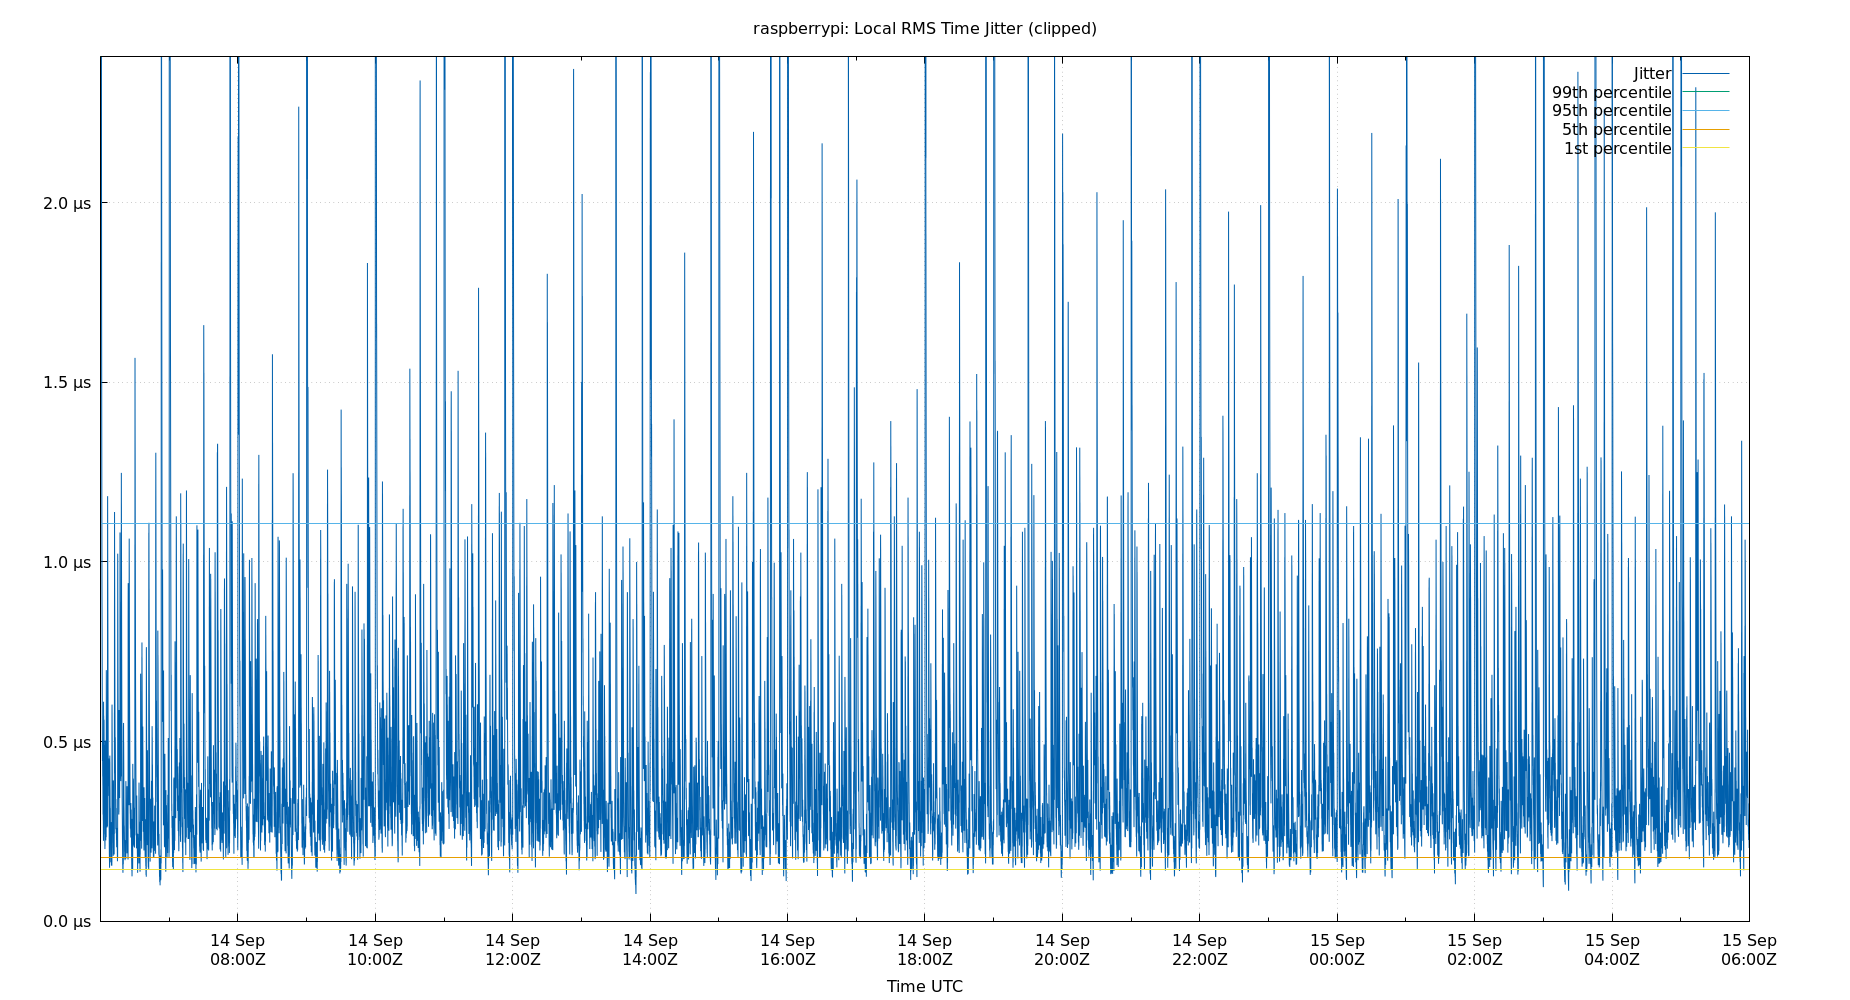 raspberrypi: Local RMS Time Jitter (clipped)
Jitter
99th percentile
95th percentile
5th percentile
1st percentile
2.0 µs
1.5 µs
1.0 µs
0.5 µs
0.0 µs
14 Sep 14 Sep 14 Sep 14 Sep 14 Sep 14 Sep 14 Sep 14 Sep 15 Sep 15 Sep 15 Sep 15 Sep
08:00Z 10:00Z 12:00Z 14:00Z 16:00Z 18:00Z 20:00Z 22:00Z 00:00Z 02:00Z 04:00Z 06:00Z
Time UTC